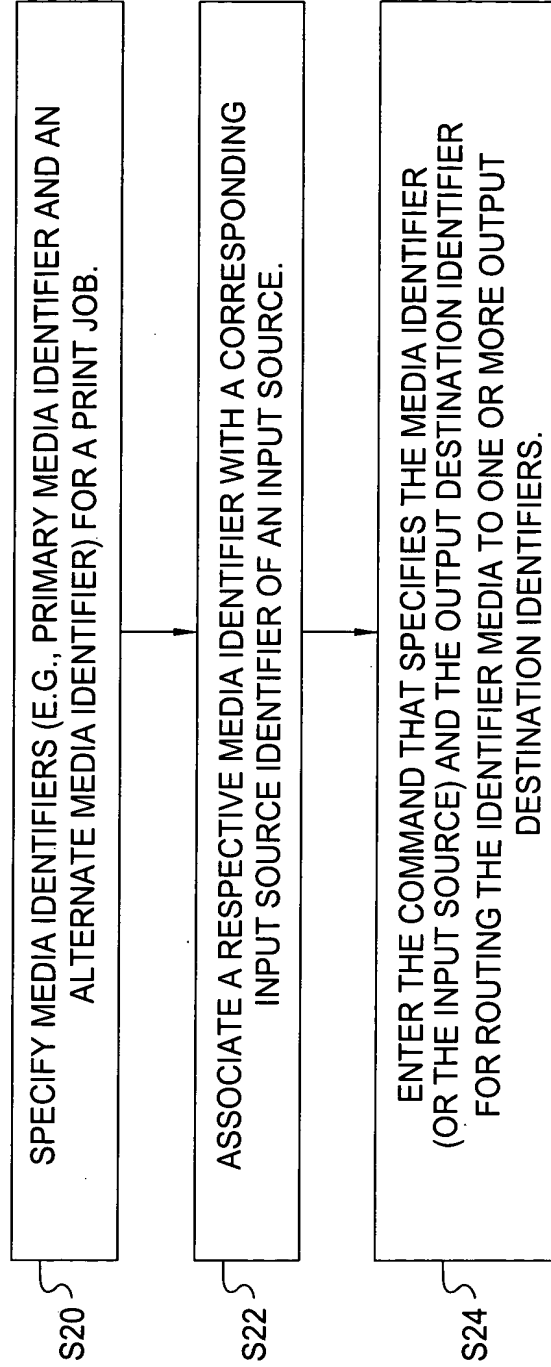 S20
SPECIFY MEDIA IDENTIFIERS (E.G., PRIMARY MEDIA IDENTIFIER AND AN
ALTERNATE MEDIA IDENTIFIER) FOR A PRINT JOB.
S22
ASSOCIATE A RESPECTIVE MEDIA IDENTIFIER WITH A CORRESPONDING
INPUT SOURCE IDENTIFIER OF AN INPUT SOURCE.
S24
ENTER THE COMMAND THAT SPECIFIES THE MEDIA IDENTIFIER
(OR THE INPUT SOURCE) AND THE OUTPUT DESTINATION IDENTIFIER
FOR ROUTING THE IDENTIFIER MEDIA TO ONE OR MORE OUTPUT
DESTINATION IDENTIFIERS.